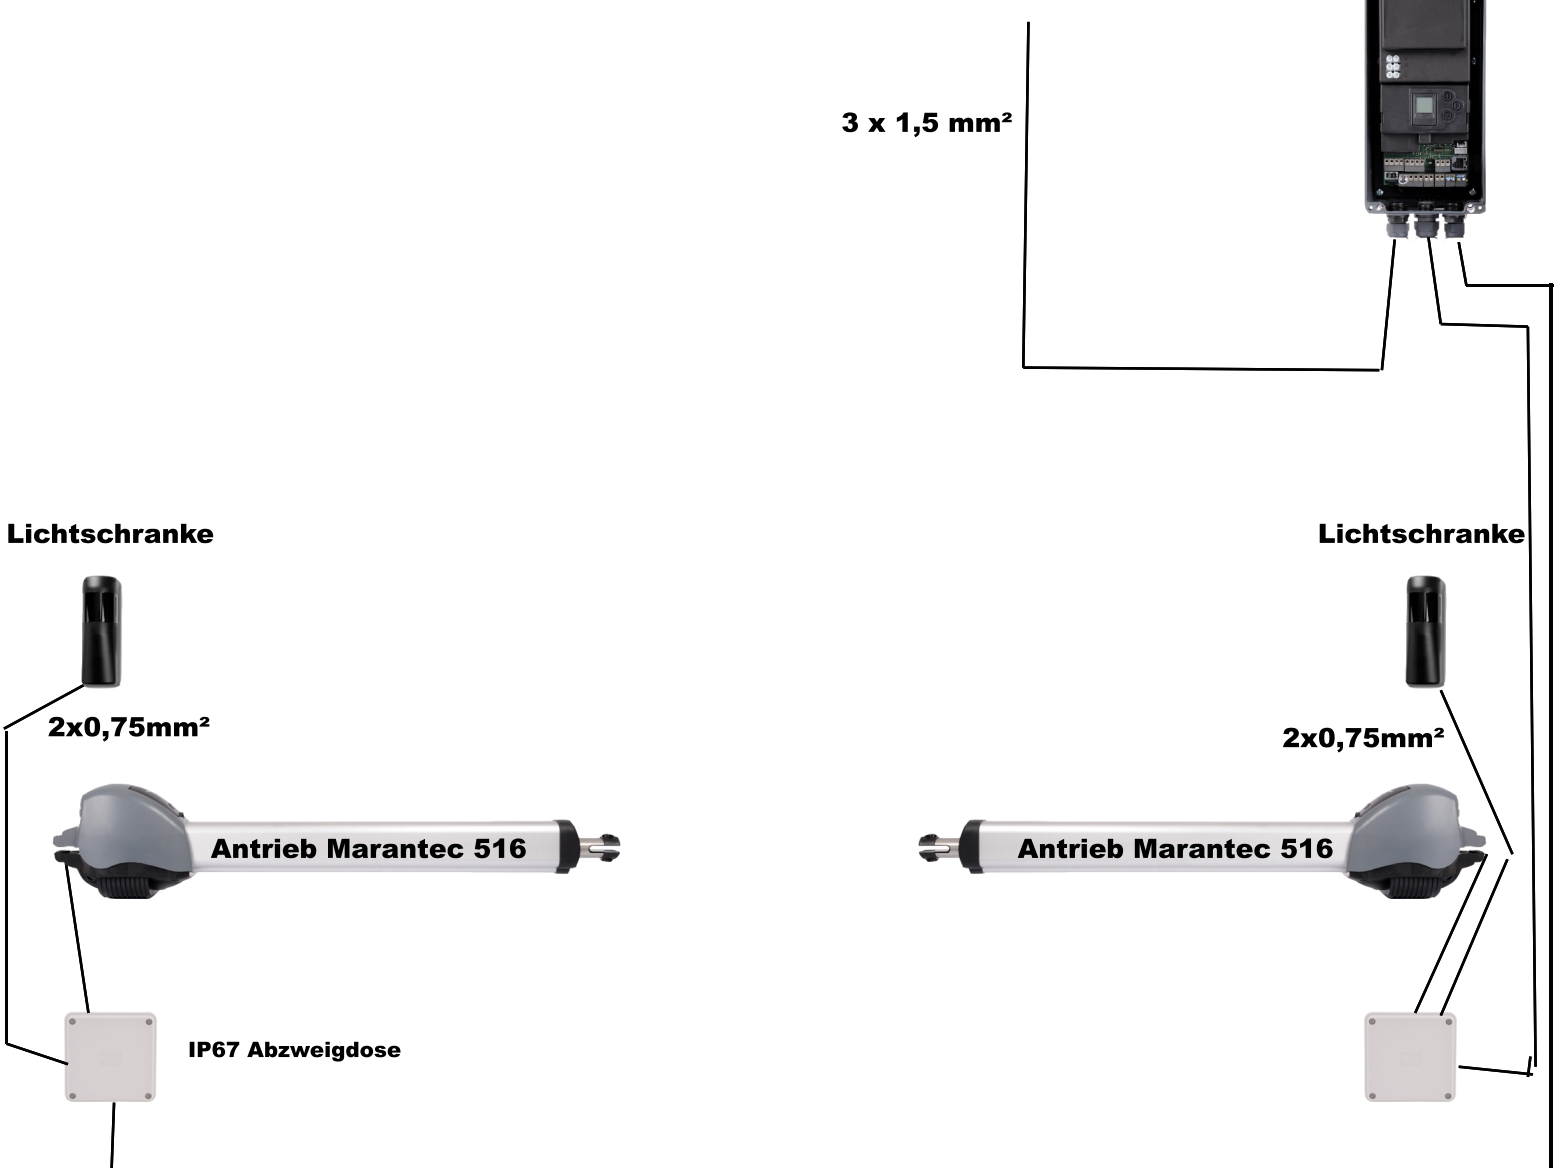 3 x 1,5 mm²
Lichtschranke
Lichtschranke
2x0,75mm²
2x0,75mm²
Antrieb Marantec 516
Antrieb Marantec 516
IP67 Abzweigdose